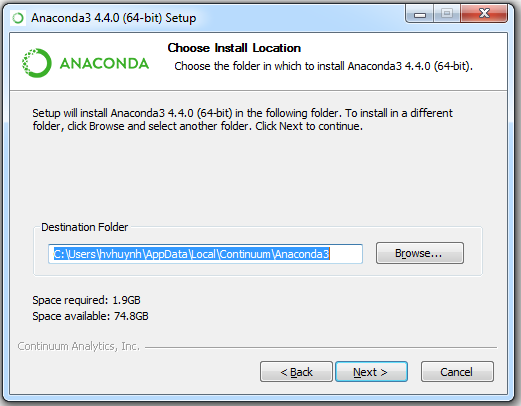 Anaconda3 4.4.0 (64-bit) Setup
ANACONDA
Choose Install Location
Choose the folder in which to install Anaconda3 4.4.0 (64-bit).
Setup will install Anaconda3 4.4.0 (64-bit) in the following folder. To install in a different
folder, click Browse and select another folder. Click Next to continue.
Destination Folder
C:\Users\hvhuynh\AppData\Local\Continuum\Anaconda3
Browse...
Space required: 1.9GB
Space available: 74.8GB
Continuum Analytics, Inc.
< Back
Next >
Cancel